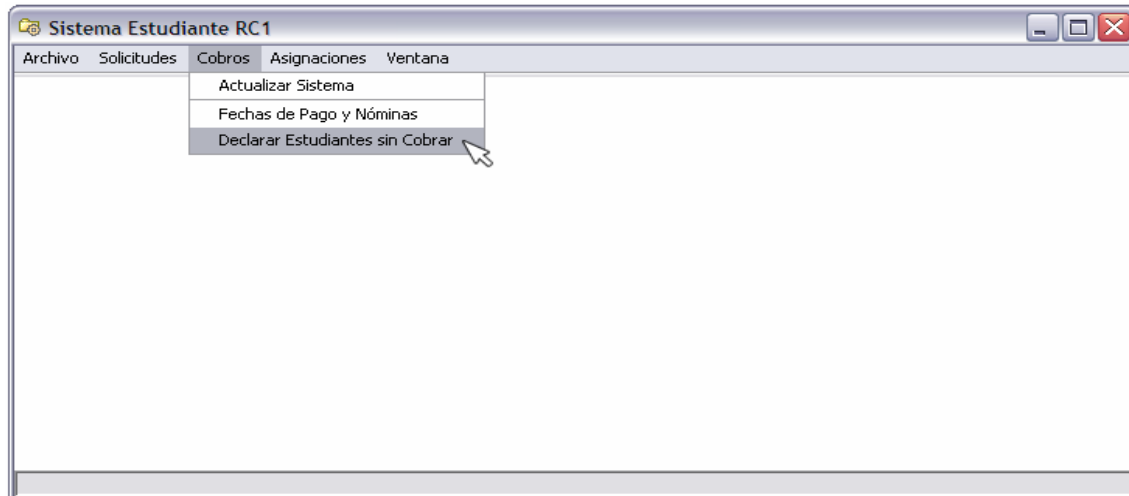 Sistema Estudiante RC1
Archivo Solicitudes Cobros Asignaciones Ventana
Actualizar Sistema
Fechas de Pago y Nóminas
Declarar Estudiantes sin Cobrar